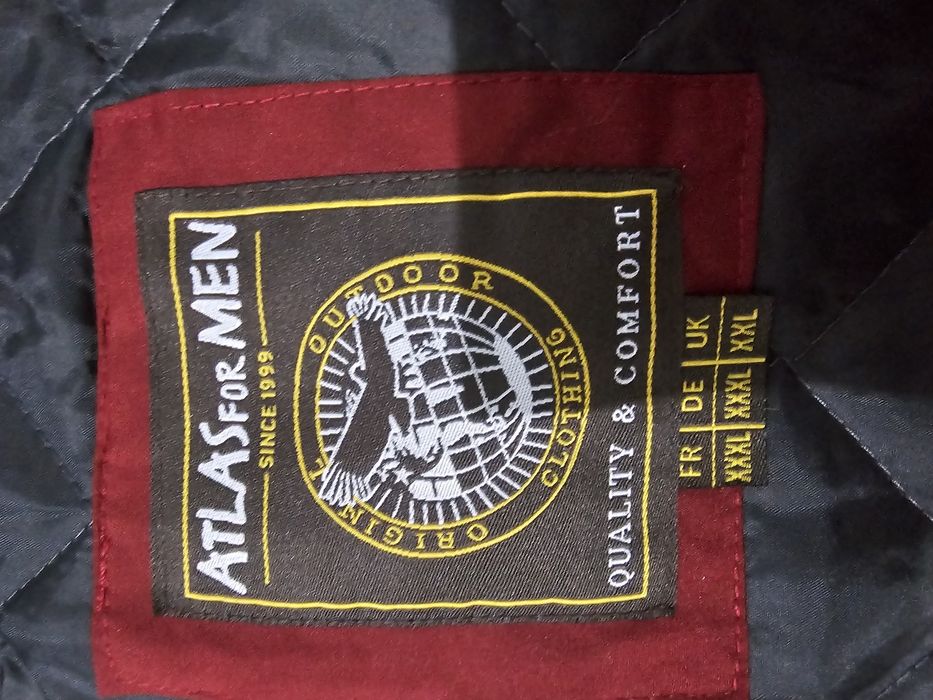 ATLAS FOR MEN
SINCE 1999
OUTDOOR
ORIGINAL
CLOTHING
QUALITY & COMFORT
FR DE UK
XXXL XXXL XXL